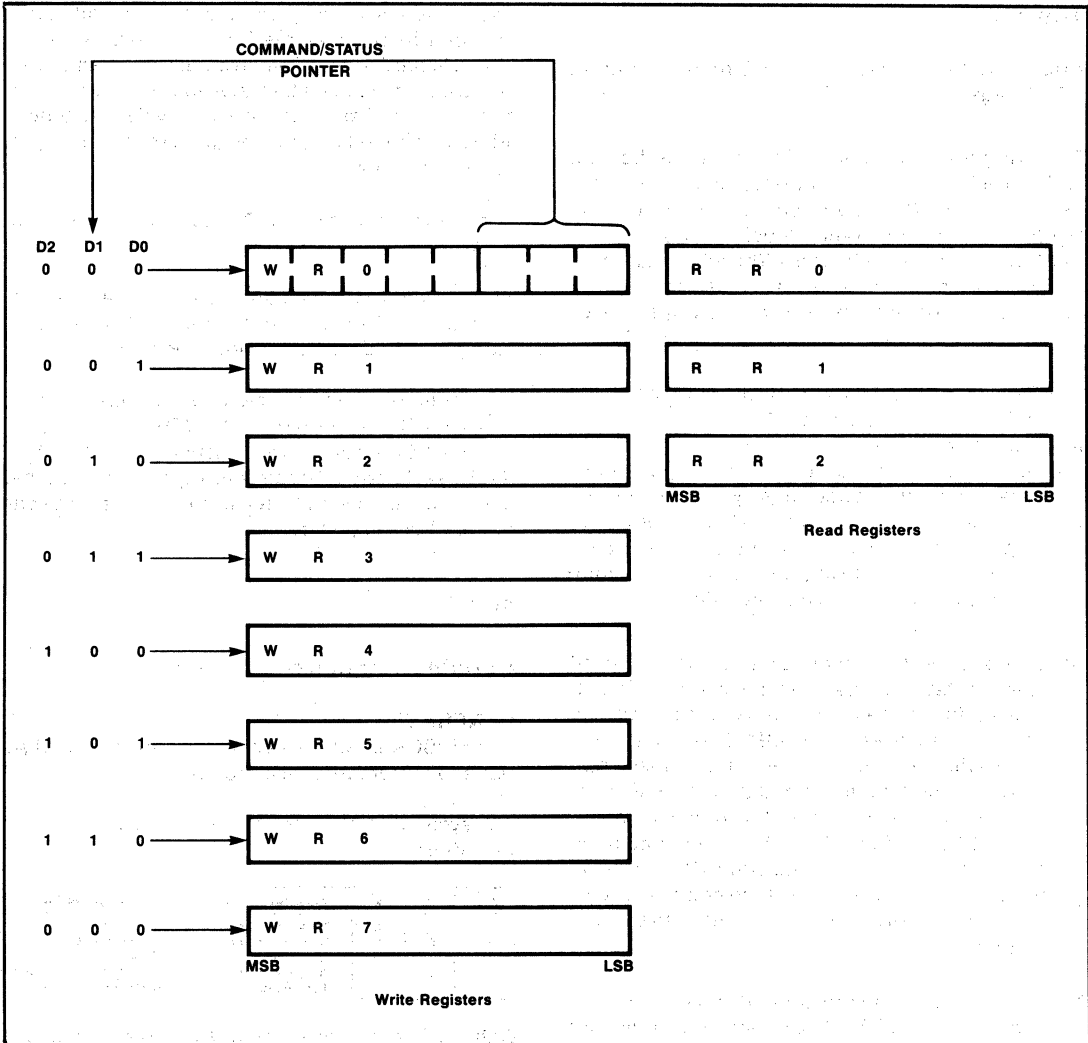 COMMAND/STATUS
POINTER
D2 D1 D0
0 0 0 W R 0 R R 0
0 0 1 W R 1 R R 1
0 1 0 W R 2 R R 2
MSB LSB
Read Registers
0 1 1 W R 3
1 0 0 W R 4
1 0 1 W R 5
1 1 0 W R 6
0 0 0 W R 7
MSB LSB
Write Registers